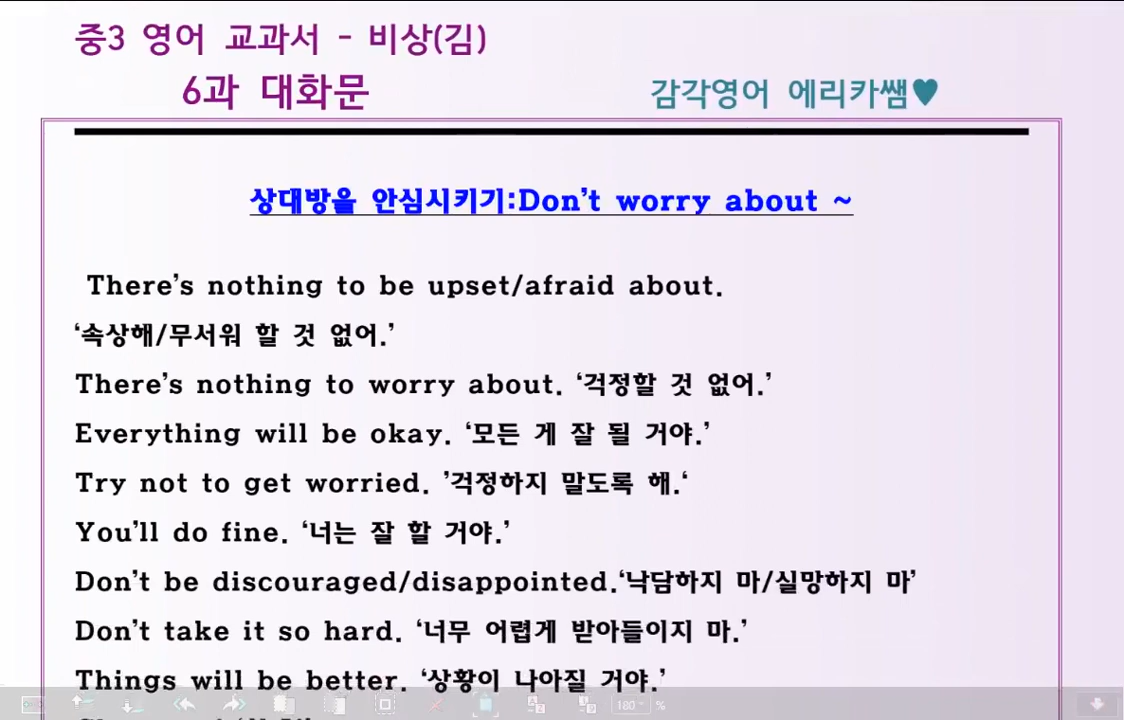 중3 영어 교과서 - 비상(김)
6과 대화문
감각영어 에리카쌤♥
상대방을 안심시키기:Don't worry about ~
There's nothing to be upset/afraid about.
‘속상해/무서워 할 것 없어.’
There's nothing to worry about. ‘걱정할 것 없어.’
Everything will be okay. ‘모든 게 잘 될 거야.’
Try not to get worried. ’걱정하지 말도록 해.‘
You'll do fine. ‘너는 잘 할 거야.’
Don't be discouraged/disappointed.‘낙담하지 마/실망하지 마’
Don't take it so hard. ‘너무 어렵게 받아들이지 마.’
Things will be better. ‘상황이 나아질 거야.’
180 %